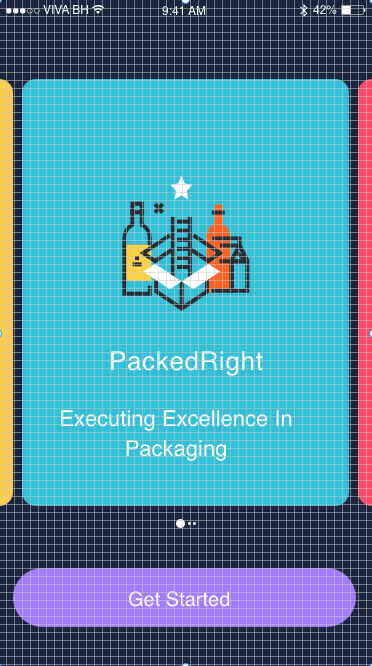 VIVA BH 9:41 AM 42%
PackedRight
Executing Excellence In
Packaging
Get Started